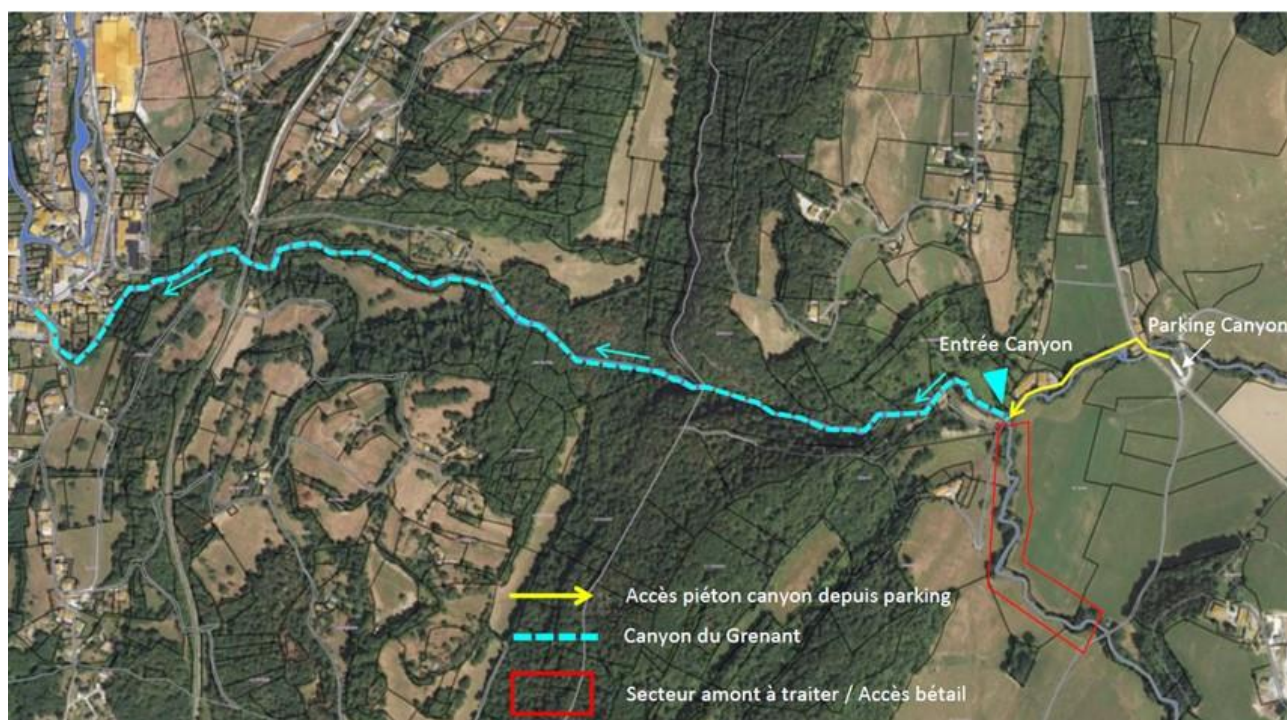 Parking Canyon
Entrée Canyon
Accès piéton canyon depuis parking
Canyon du Grenant
Secteur amont à traiter / Accès bétail